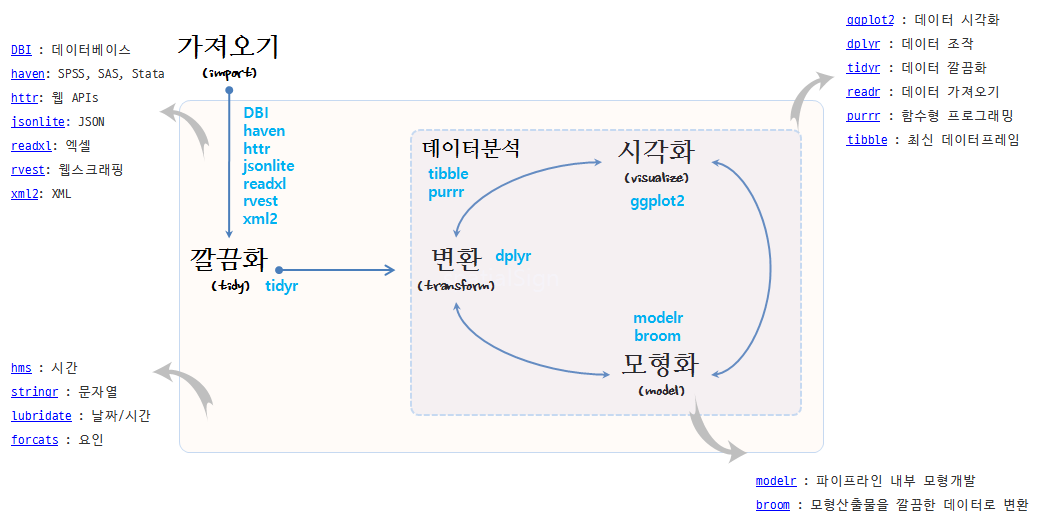 DBI : 데이터베이스
haven: SPSS, SAS, Stata
httr: 웹 APIs
jsonlite: JSON
readxl: 엑셀
rvest: 웹스크래핑
xml2: XML
가져오기
(import)
DBI
haven
httr
jsonlite
readxl
rvest
xml2
깔끔화
(tidy)
tidyr
데이터분석
tibble
purrr
시각화
(visualize)
ggplot2
변환
(transform)
dplyr
modelr
broom
모형화
(model)
ggplot2 : 데이터 시각화
dplyr : 데이터 조작
tidyr : 데이터 깔끔화
readr : 데이터 가져오기
purrr : 함수형 프로그래밍
tibble : 최신 데이터프레임
hms : 시간
stringr : 문자열
lubridate : 날짜/시간
forcats : 요인
modelr : 파이프라인 내부 모형개발
broom : 모형산출물을 깔끔한 데이터로 변환